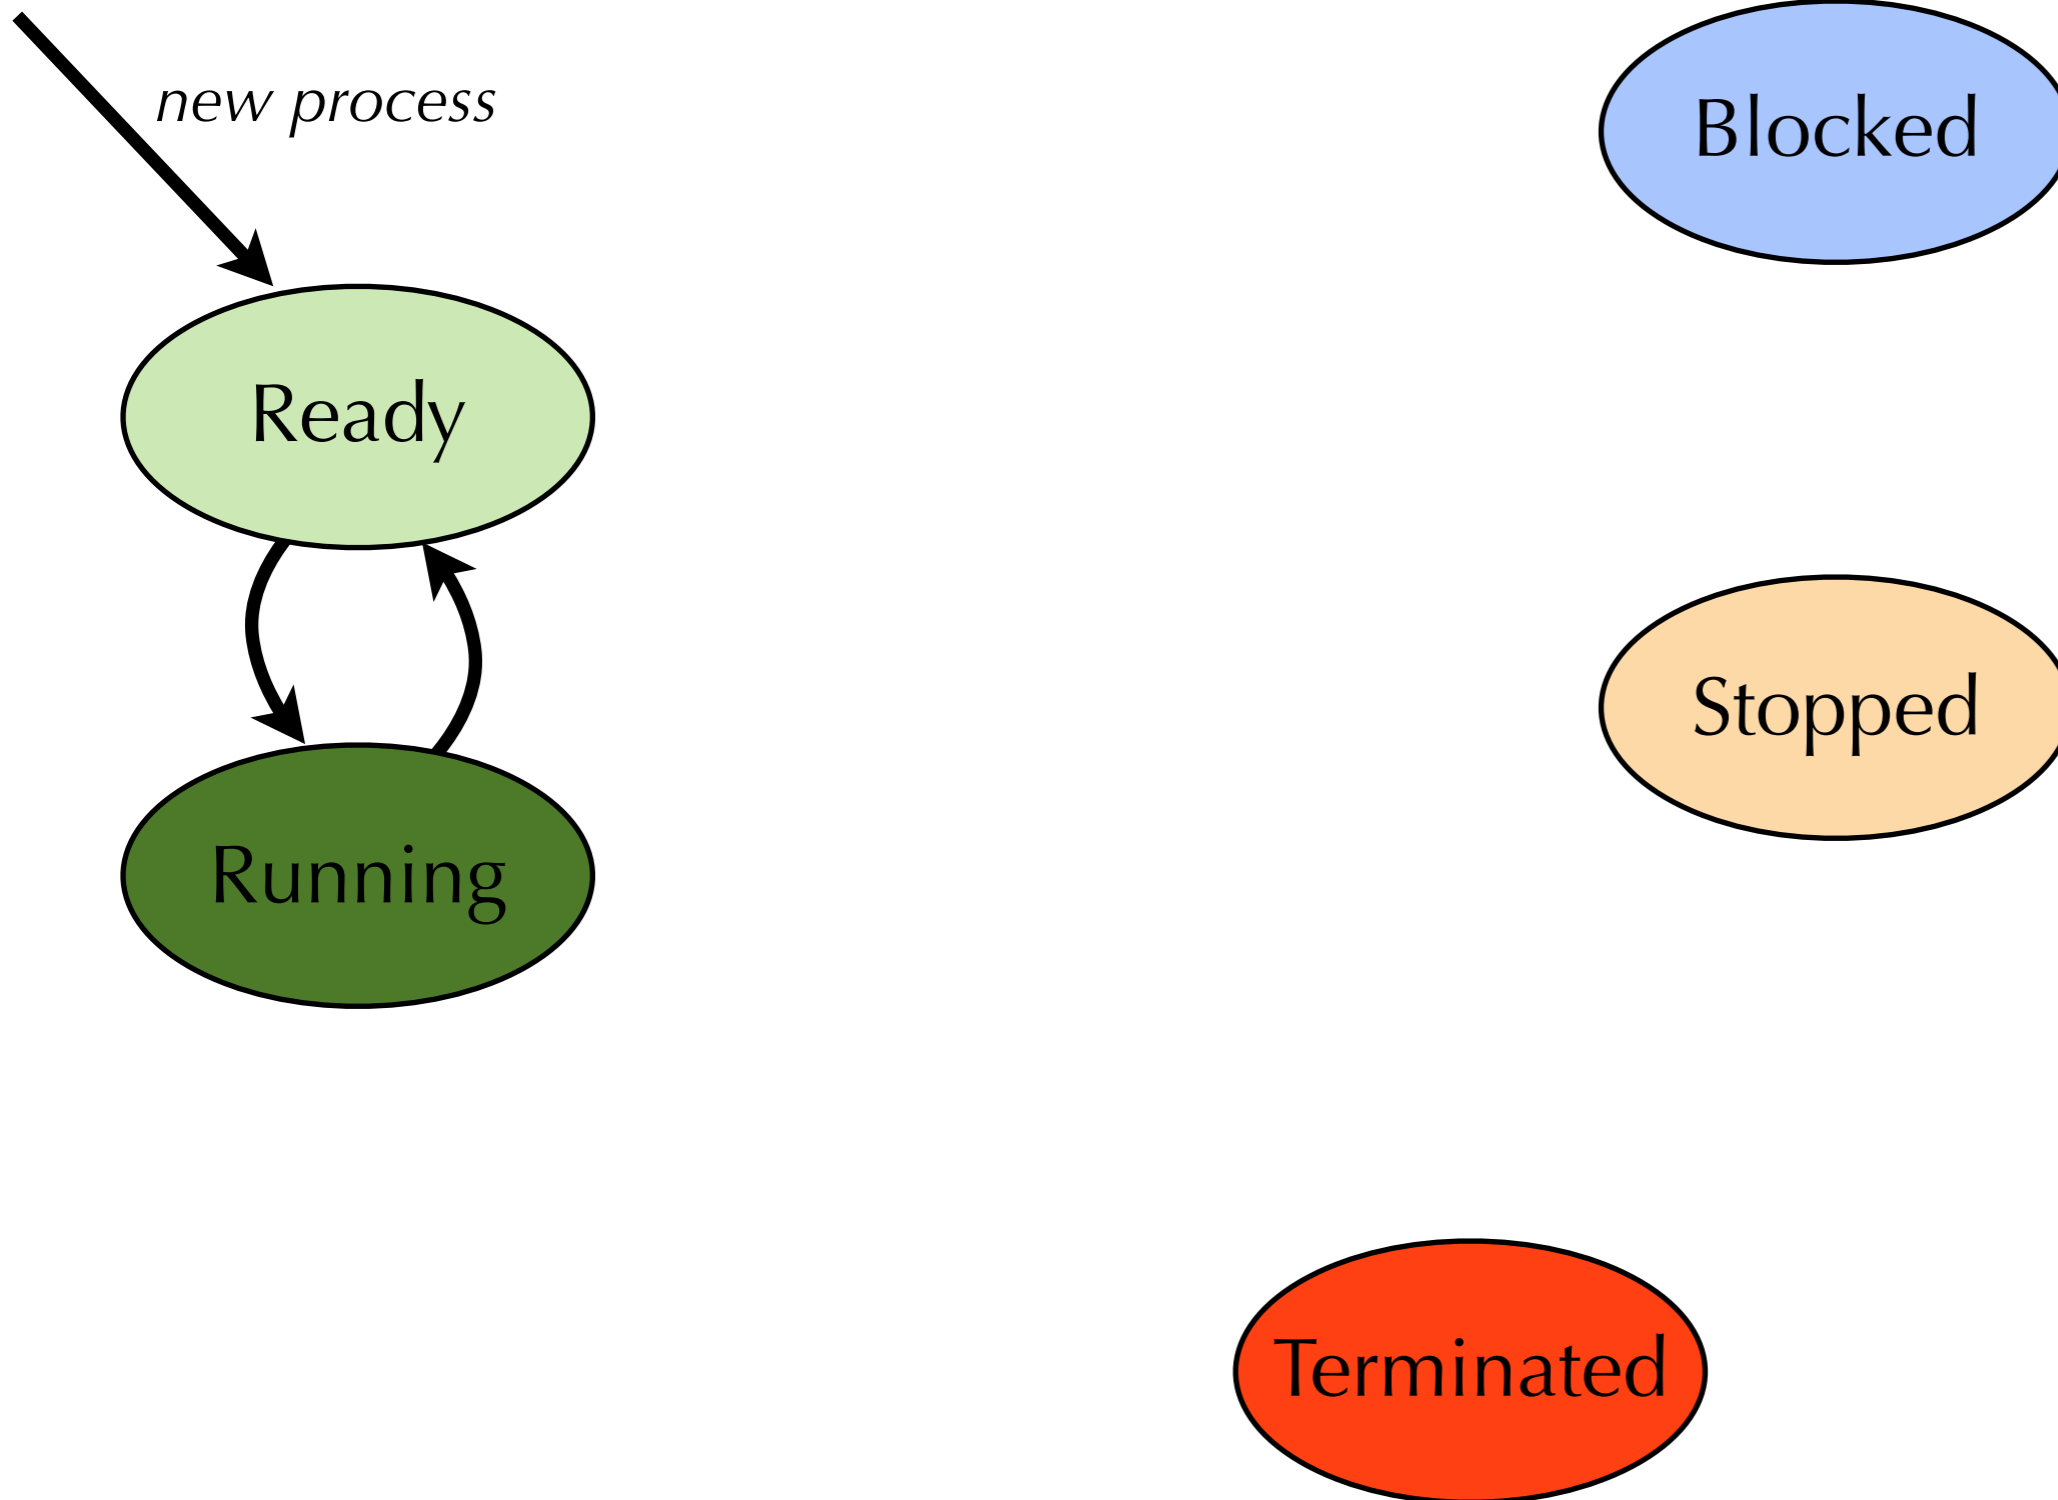 new process
Blocked
Ready
Stopped
Running
Terminated